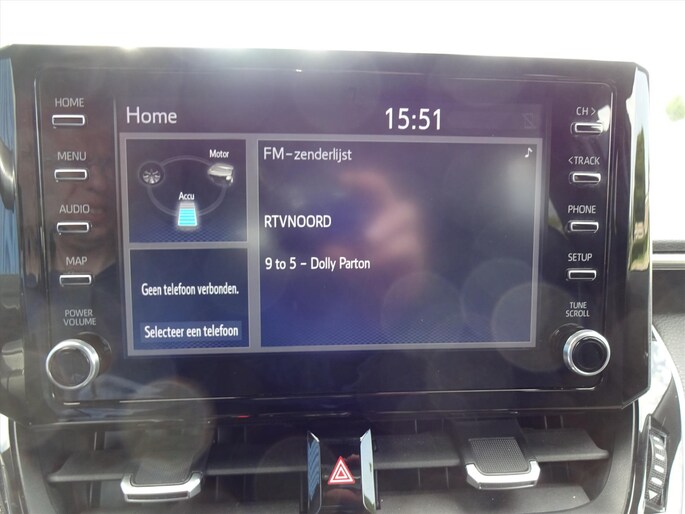 HOME
MENU
AUDIO
MAP
POWER
VOLUME
Home
15:51
Motor
Accu
Geen telefoon verbonden.
Selecteer een telefoon
FM-zenderlijst
RTVNOORD
9 to 5 - Dolly Parton
CH >
<TRACK
PHONE
SETUP
TUNE
SCROLL